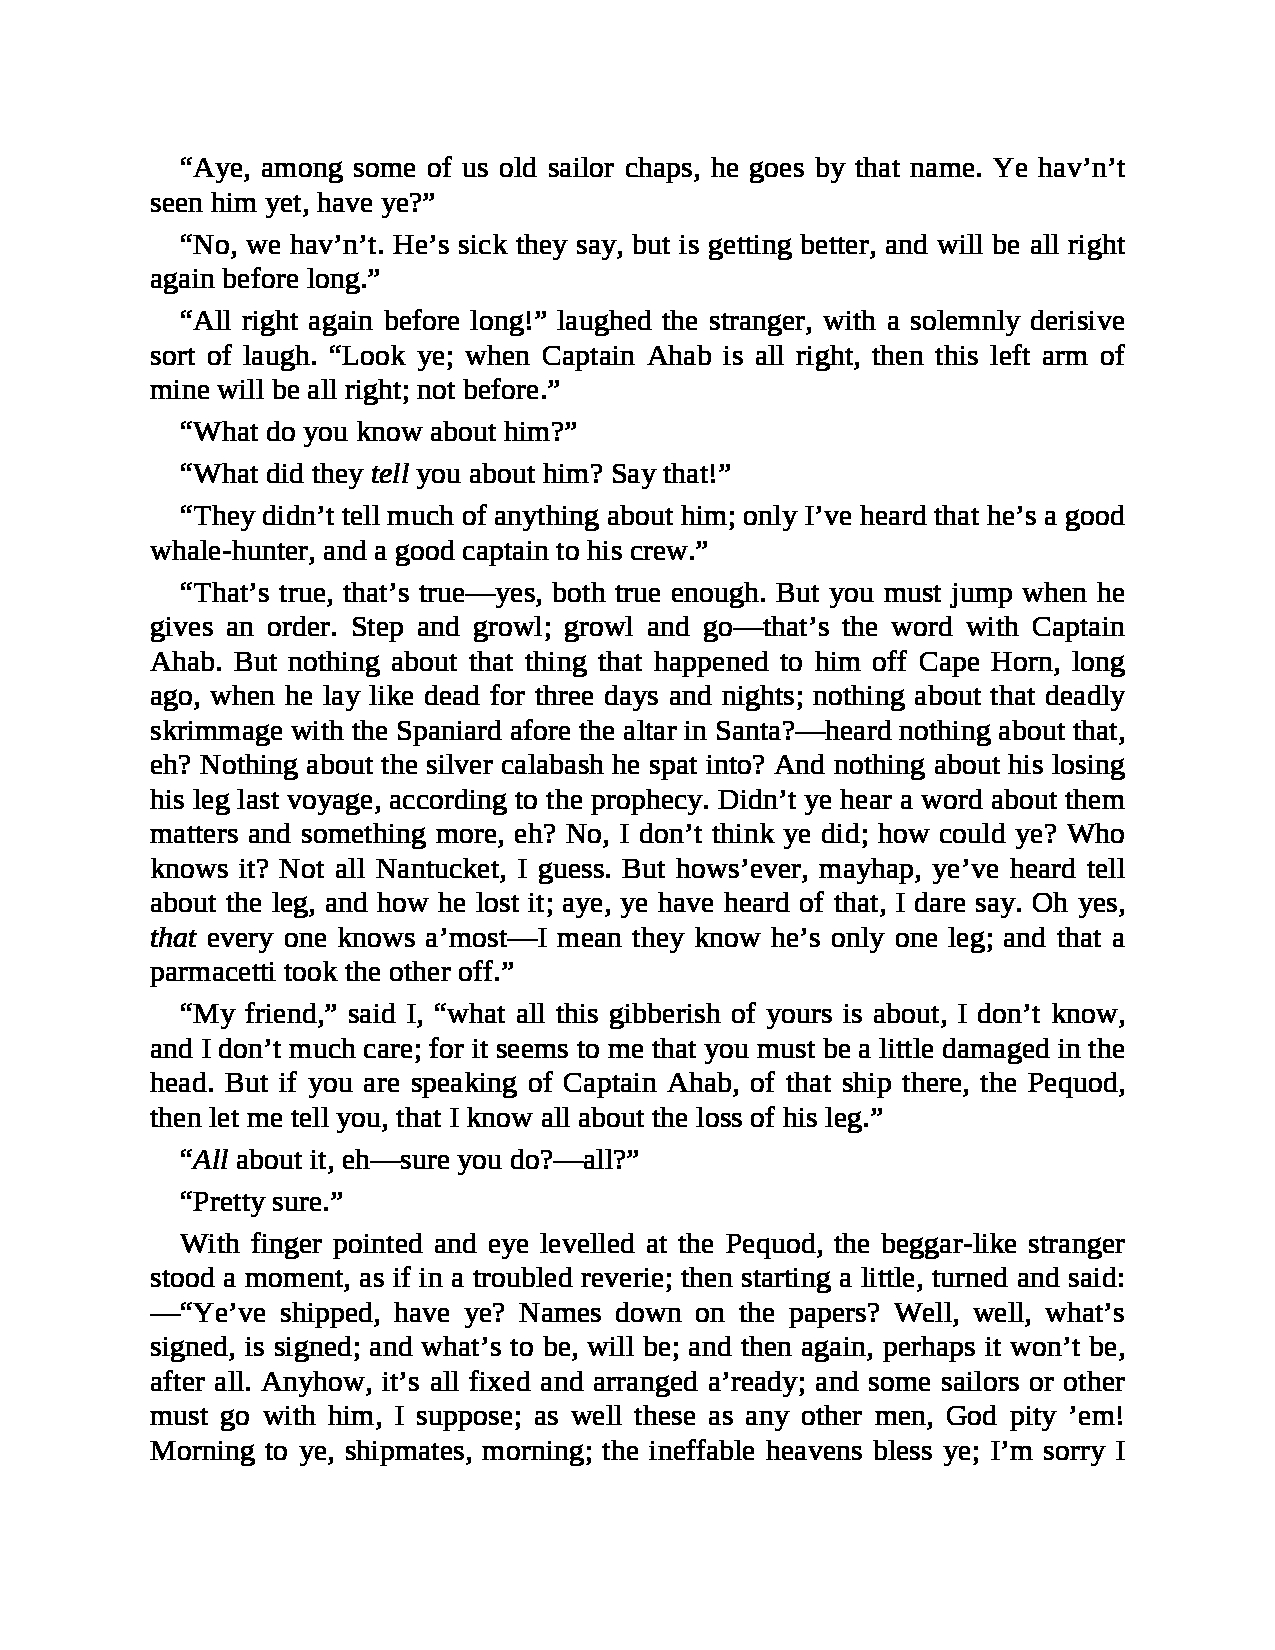 “Aye, among some of us old sailor chaps, he goes by that name. Ye hav’n’t
seen him yet, have ye?”
“No, we hav’n’t. He’s sick they say, but is getting better, and will be all right
again before long.”
“All right again before long!” laughed the stranger, with a solemnly derisive
sort of laugh. “Look ye; when Captain Ahab is all right, then this left arm of
mine will be all right; not before.”
“What do you know about him?”
“What did they tell you about him? Say that!”
“They didn’t tell much of anything about him; only I’ve heard that he’s a good
whale-hunter, and a good captain to his crew.”
“That’s true, that’s true—yes, both true enough. But you must jump when he
gives an order. Step and growl; growl and go—that’s the word with Captain
Ahab. But nothing about that thing that happened to him off Cape Horn, long
ago, when he lay like dead for three days and nights; nothing about that deadly
skrimmage with the Spaniard afore the altar in Santa?—heard nothing about that,
eh? Nothing about the silver calabash he spat into? And nothing about his losing
his leg last voyage, according to the prophecy. Didn’t ye hear a word about them
matters and something more, eh? No, I don’t think ye did; how could ye? Who
knows it? Not all Nantucket, I guess. But hows’ever, mayhap, ye’ve heard tell
about the leg, and how he lost it; aye, ye have heard of that, I dare say. Oh yes,
that every one knows a’most—I mean they know he’s only one leg; and that a
parmacetti took the other off.”
“My friend,” said I, “what all this gibberish of yours is about, I don’t know,
and I don’t much care; for it seems to me that you must be a little damaged in the
head. But if you are speaking of Captain Ahab, of that ship there, the Pequod,
then let me tell you, that I know all about the loss of his leg.”
“All about it, eh—sure you do?—all?”
“Pretty sure.”
With finger pointed and eye levelled at the Pequod, the beggar-like stranger
stood a moment, as if in a troubled reverie; then starting a little, turned and said:
—“Ye’ve shipped, have ye? Names down on the papers? Well, well, what’s
signed, is signed; and what’s to be, will be; and then again, perhaps it won’t be,
after all. Anyhow, it’s all fixed and arranged a’ready; and some sailors or other
must go with him, I suppose; as well these as any other men, God pity ’em!
Morning to ye, shipmates, morning; the ineffable heavens bless ye; I’m sorry I